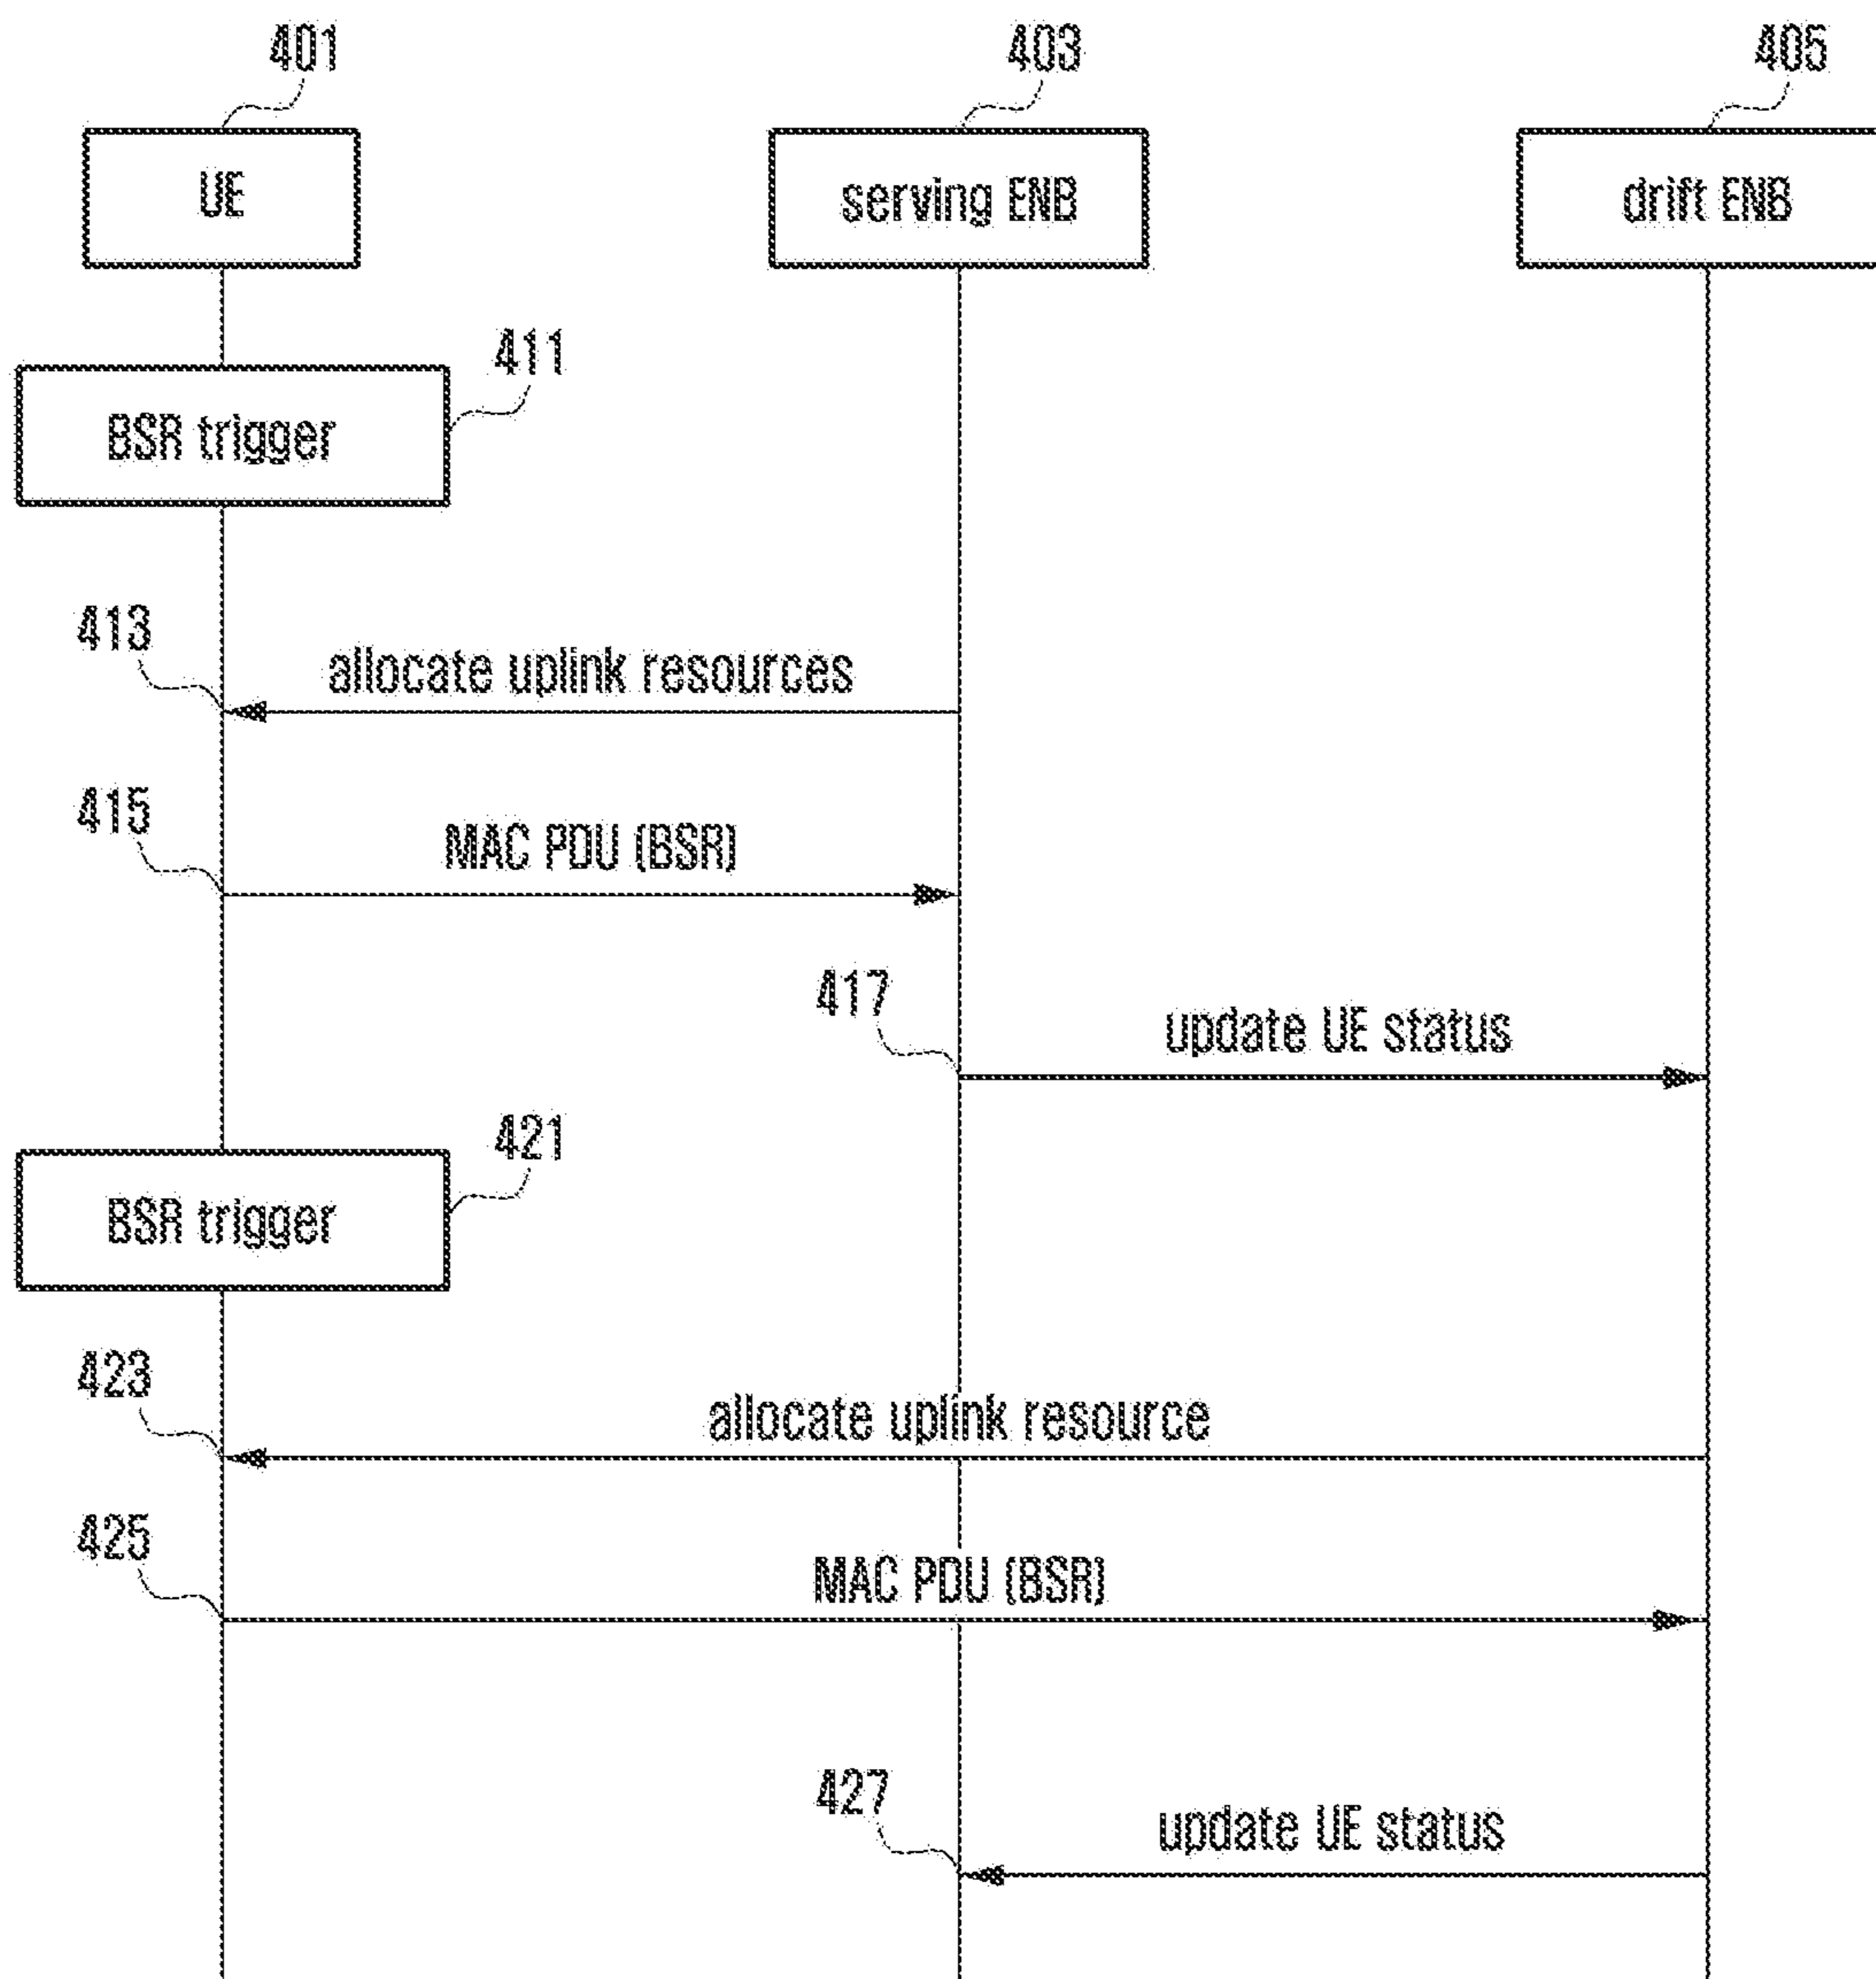 401
403
405
UE
serving ENB
drift ENB
411
BSR trigger
413
allocate uplink resources
415
MAC PDU (BSR)
417
update UE status
421
BSR trigger
423
allocate uplink resource
425
MAC PDU (BSR)
427
update UE status